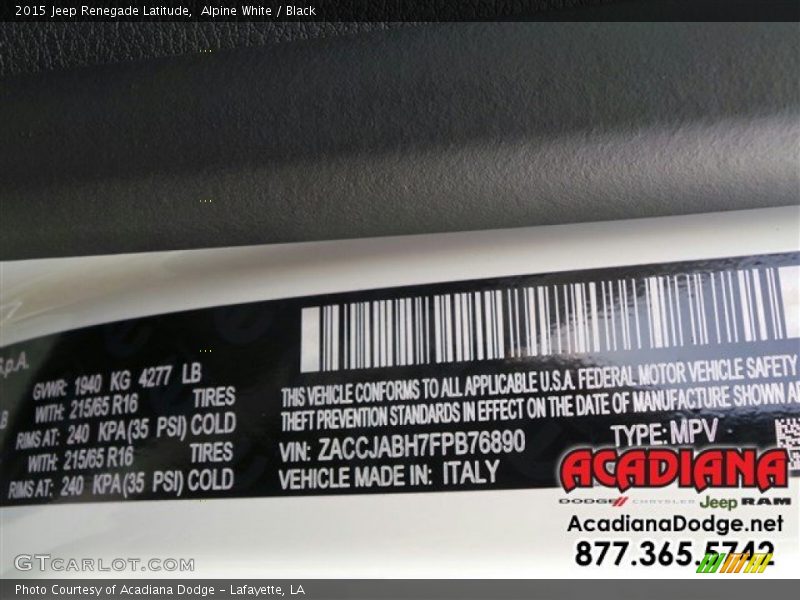 2015 Jeep Renegade Latitude, Alpine White / Black
S.p.A.
GVWR: 1940 KG 4277 LB
WITH: 215/65 R16 TIRES
RIMS AT: 240 KPA(35 PSI) COLD
WITH: 215/65 R16 TIRES
RIMS AT: 240 KPA(35 PSI) COLD
THIS VEHICLE CONFORMS TO ALL APPLICABLE U.S.A. FEDERAL MOTOR VEHICLE SAFETY
THEFT PREVENTION STANDARDS IN EFFECT ON THE DATE OF MANUFACTURE SHOWN
VIN: ZACCJABH7FPB76890 TYPE: MPV
VEHICLE MADE IN: ITALY
ACADIANA
DODGE CHRYSLER Jeep RAM
AcadianaDodge.net
877.365.5742
GTCARLOT.COM
Photo Courtesy of Acadiana Dodge - Lafayette, LA